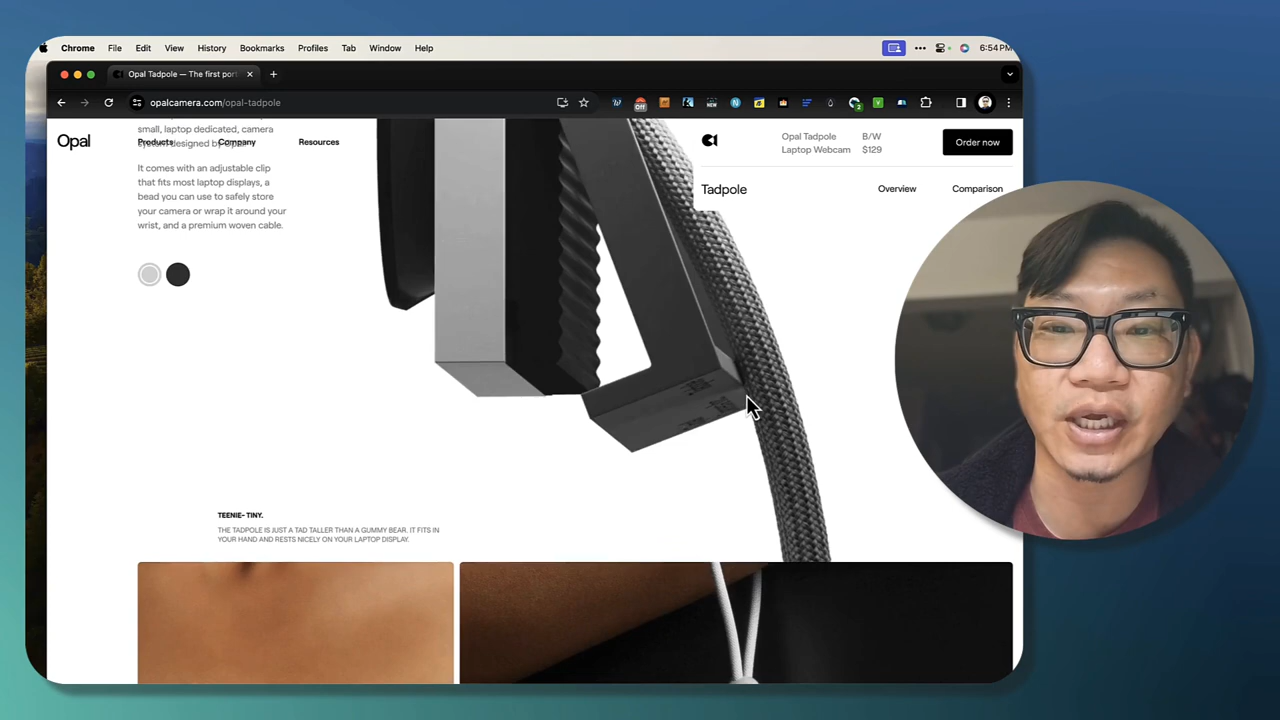 Chrome File Edit View History Bookmarks Profiles Tab Window Help 6:54PM
Opal Tadpole — The first port
opalcamera.com/opal-tadpole
Off NEW 2
small, laptop dedicated, camera
Opal Products Company Resources
Opal Tadpole B/W
Laptop Webcam $129
Order now
It comes with an adjustable clip
that fits most laptop displays, a
bead you can use to safely store
your camera or wrap it around your
wrist, and a premium woven cable.
Tadpole Overview Comparison
TEENIE- TINY.
THE TADPOLE IS JUST A TAD TALLER THAN A GUMMY BEAR. IT FITS IN
YOUR HAND AND RESTS NICELY ON YOUR LAPTOP DISPLAY.